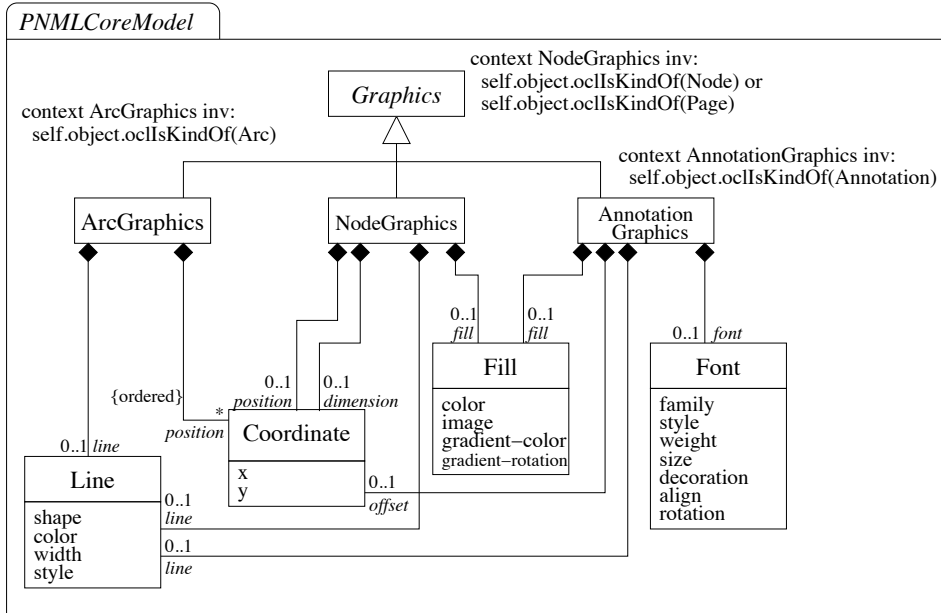 PNMLCoreModel
context NodeGraphics inv:
self.object.oclIsKindOf(Node) or
self.object.oclIsKindOf(Page)
Graphics
context ArcGraphics inv:
self.object.oclIsKindOf(Arc)
context AnnotationGraphics inv:
self.object.oclIsKindOf(Annotation)
ArcGraphics
NodeGraphics
Annotation
Graphics
0..1
fill
0..1
fill
0..1 font
Fill
color
image
gradient−color
gradient−rotation
Font
family
style
weight
size
decoration
align
rotation
{ordered}
*
position
0..1
position
0..1
dimension
Coordinate
x
y
0..1
offset
0..1 line
Line
shape
color
width
style
0..1
line
0..1
line